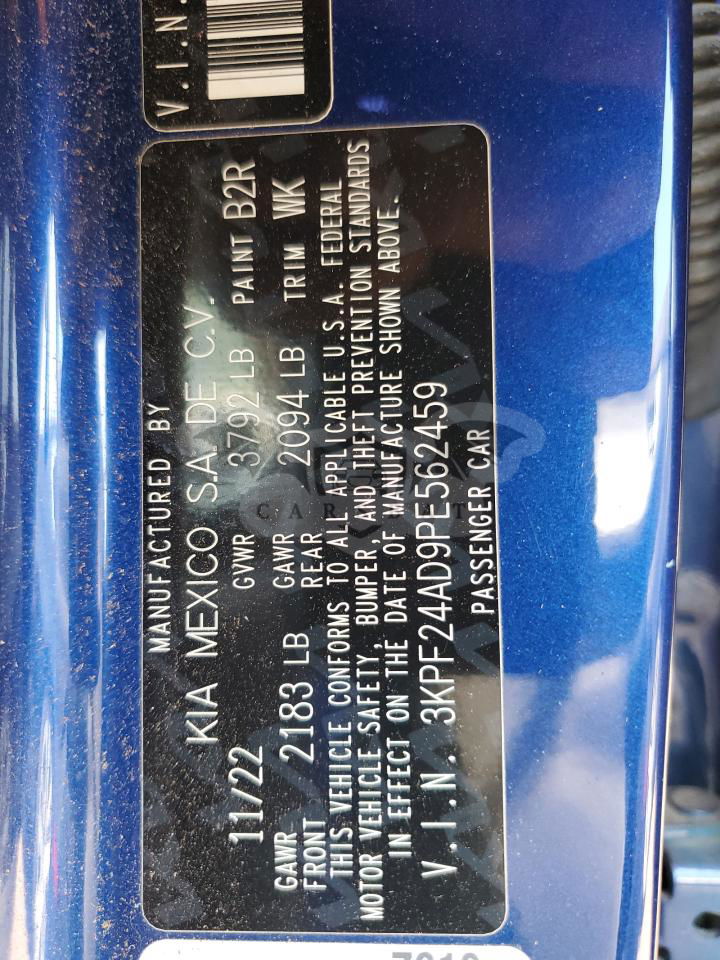 V.I.N.
MANUFACTURED BY
KIA MEXICO S.A. DE C.V.
11/22 GVWR 3792 LB PAINT B2R
GAWR FRONT 2183 LB GAWR REAR 2094 LB TRIM WK
THIS VEHICLE CONFORMS TO ALL APPLICABLE U.S.A. FEDERAL
MOTOR VEHICLE SAFETY, BUMPER, AND THEFT PREVENTION STANDARDS
IN EFFECT ON THE DATE OF MANUFACTURE SHOWN ABOVE.
V.I.N. 3KPF24AD9PE562459
PASSENGER CAR